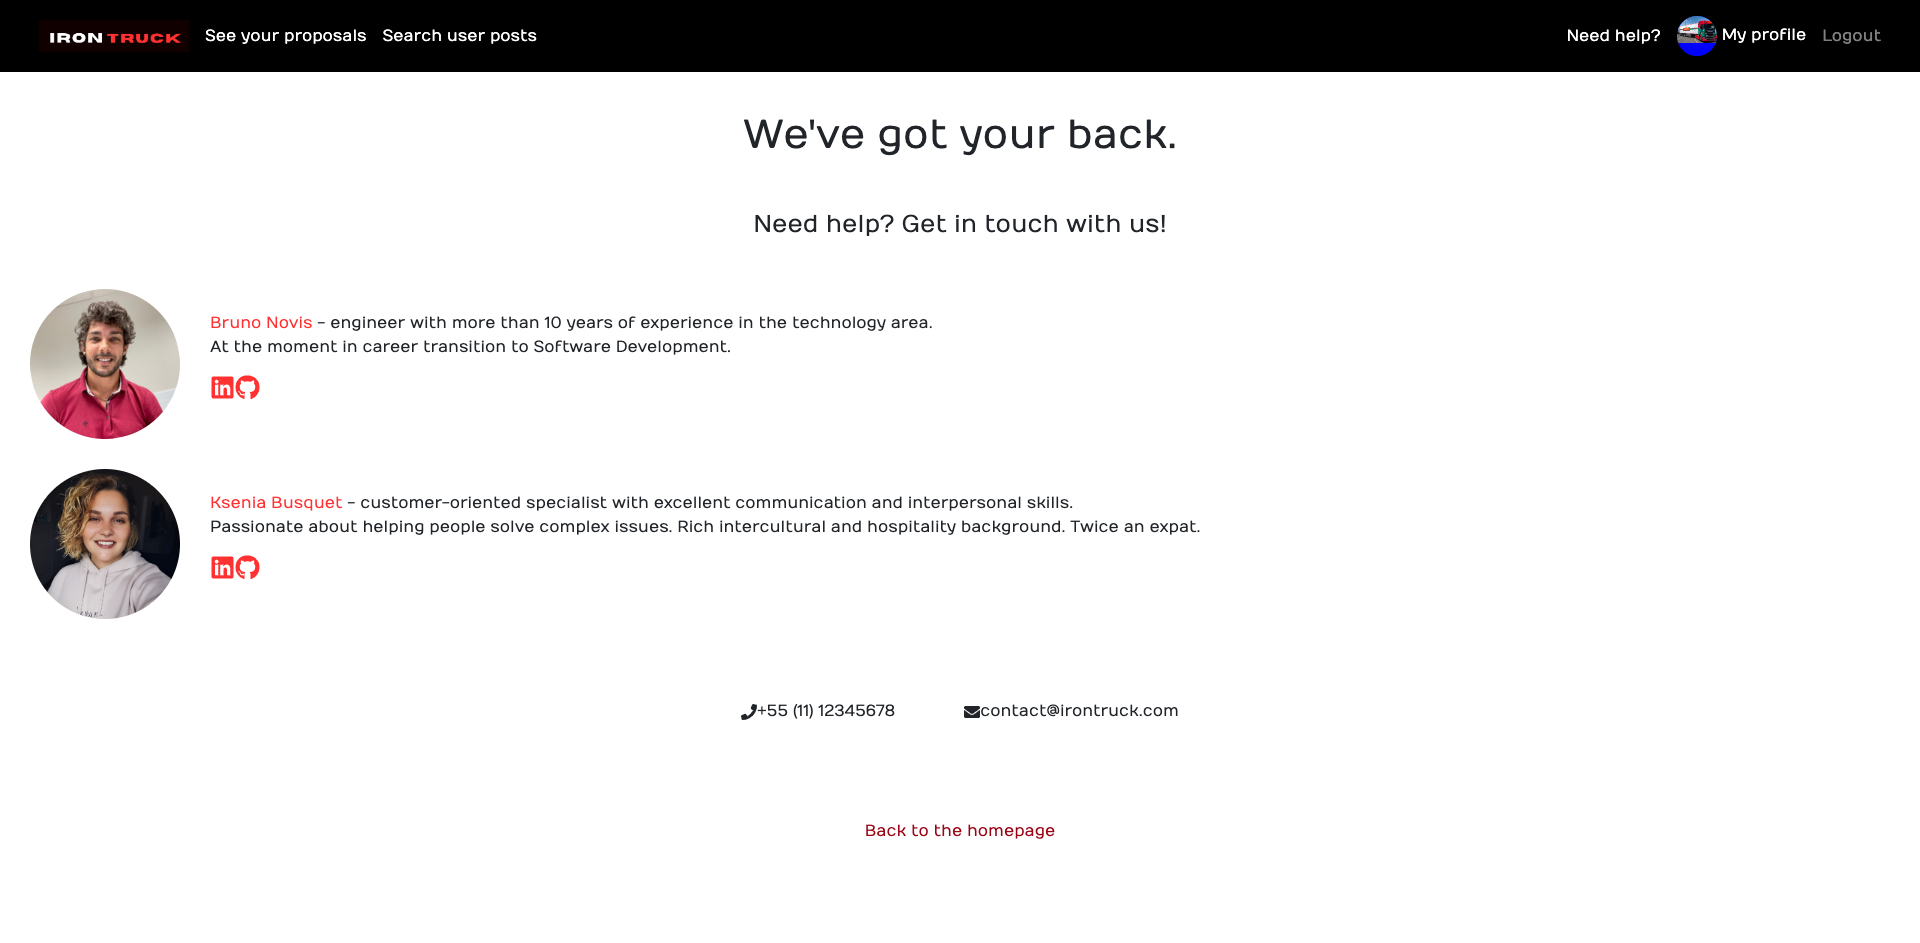 IRON TRUCK
See your proposals
Search user posts
Need help?
My profile
Logout
We've got your back.
Need help? Get in touch with us!
Bruno Novis - engineer with more than 10 years of experience in the technology area.
At the moment in career transition to Software Development.
in
Ksenia Busquet - customer-oriented specialist with excellent communication and interpersonal skills.
Passionate about helping people solve complex issues. Rich intercultural and hospitality background. Twice an expat.
in
+55 (11) 12345678
contact@irontruck.com
Back to the homepage